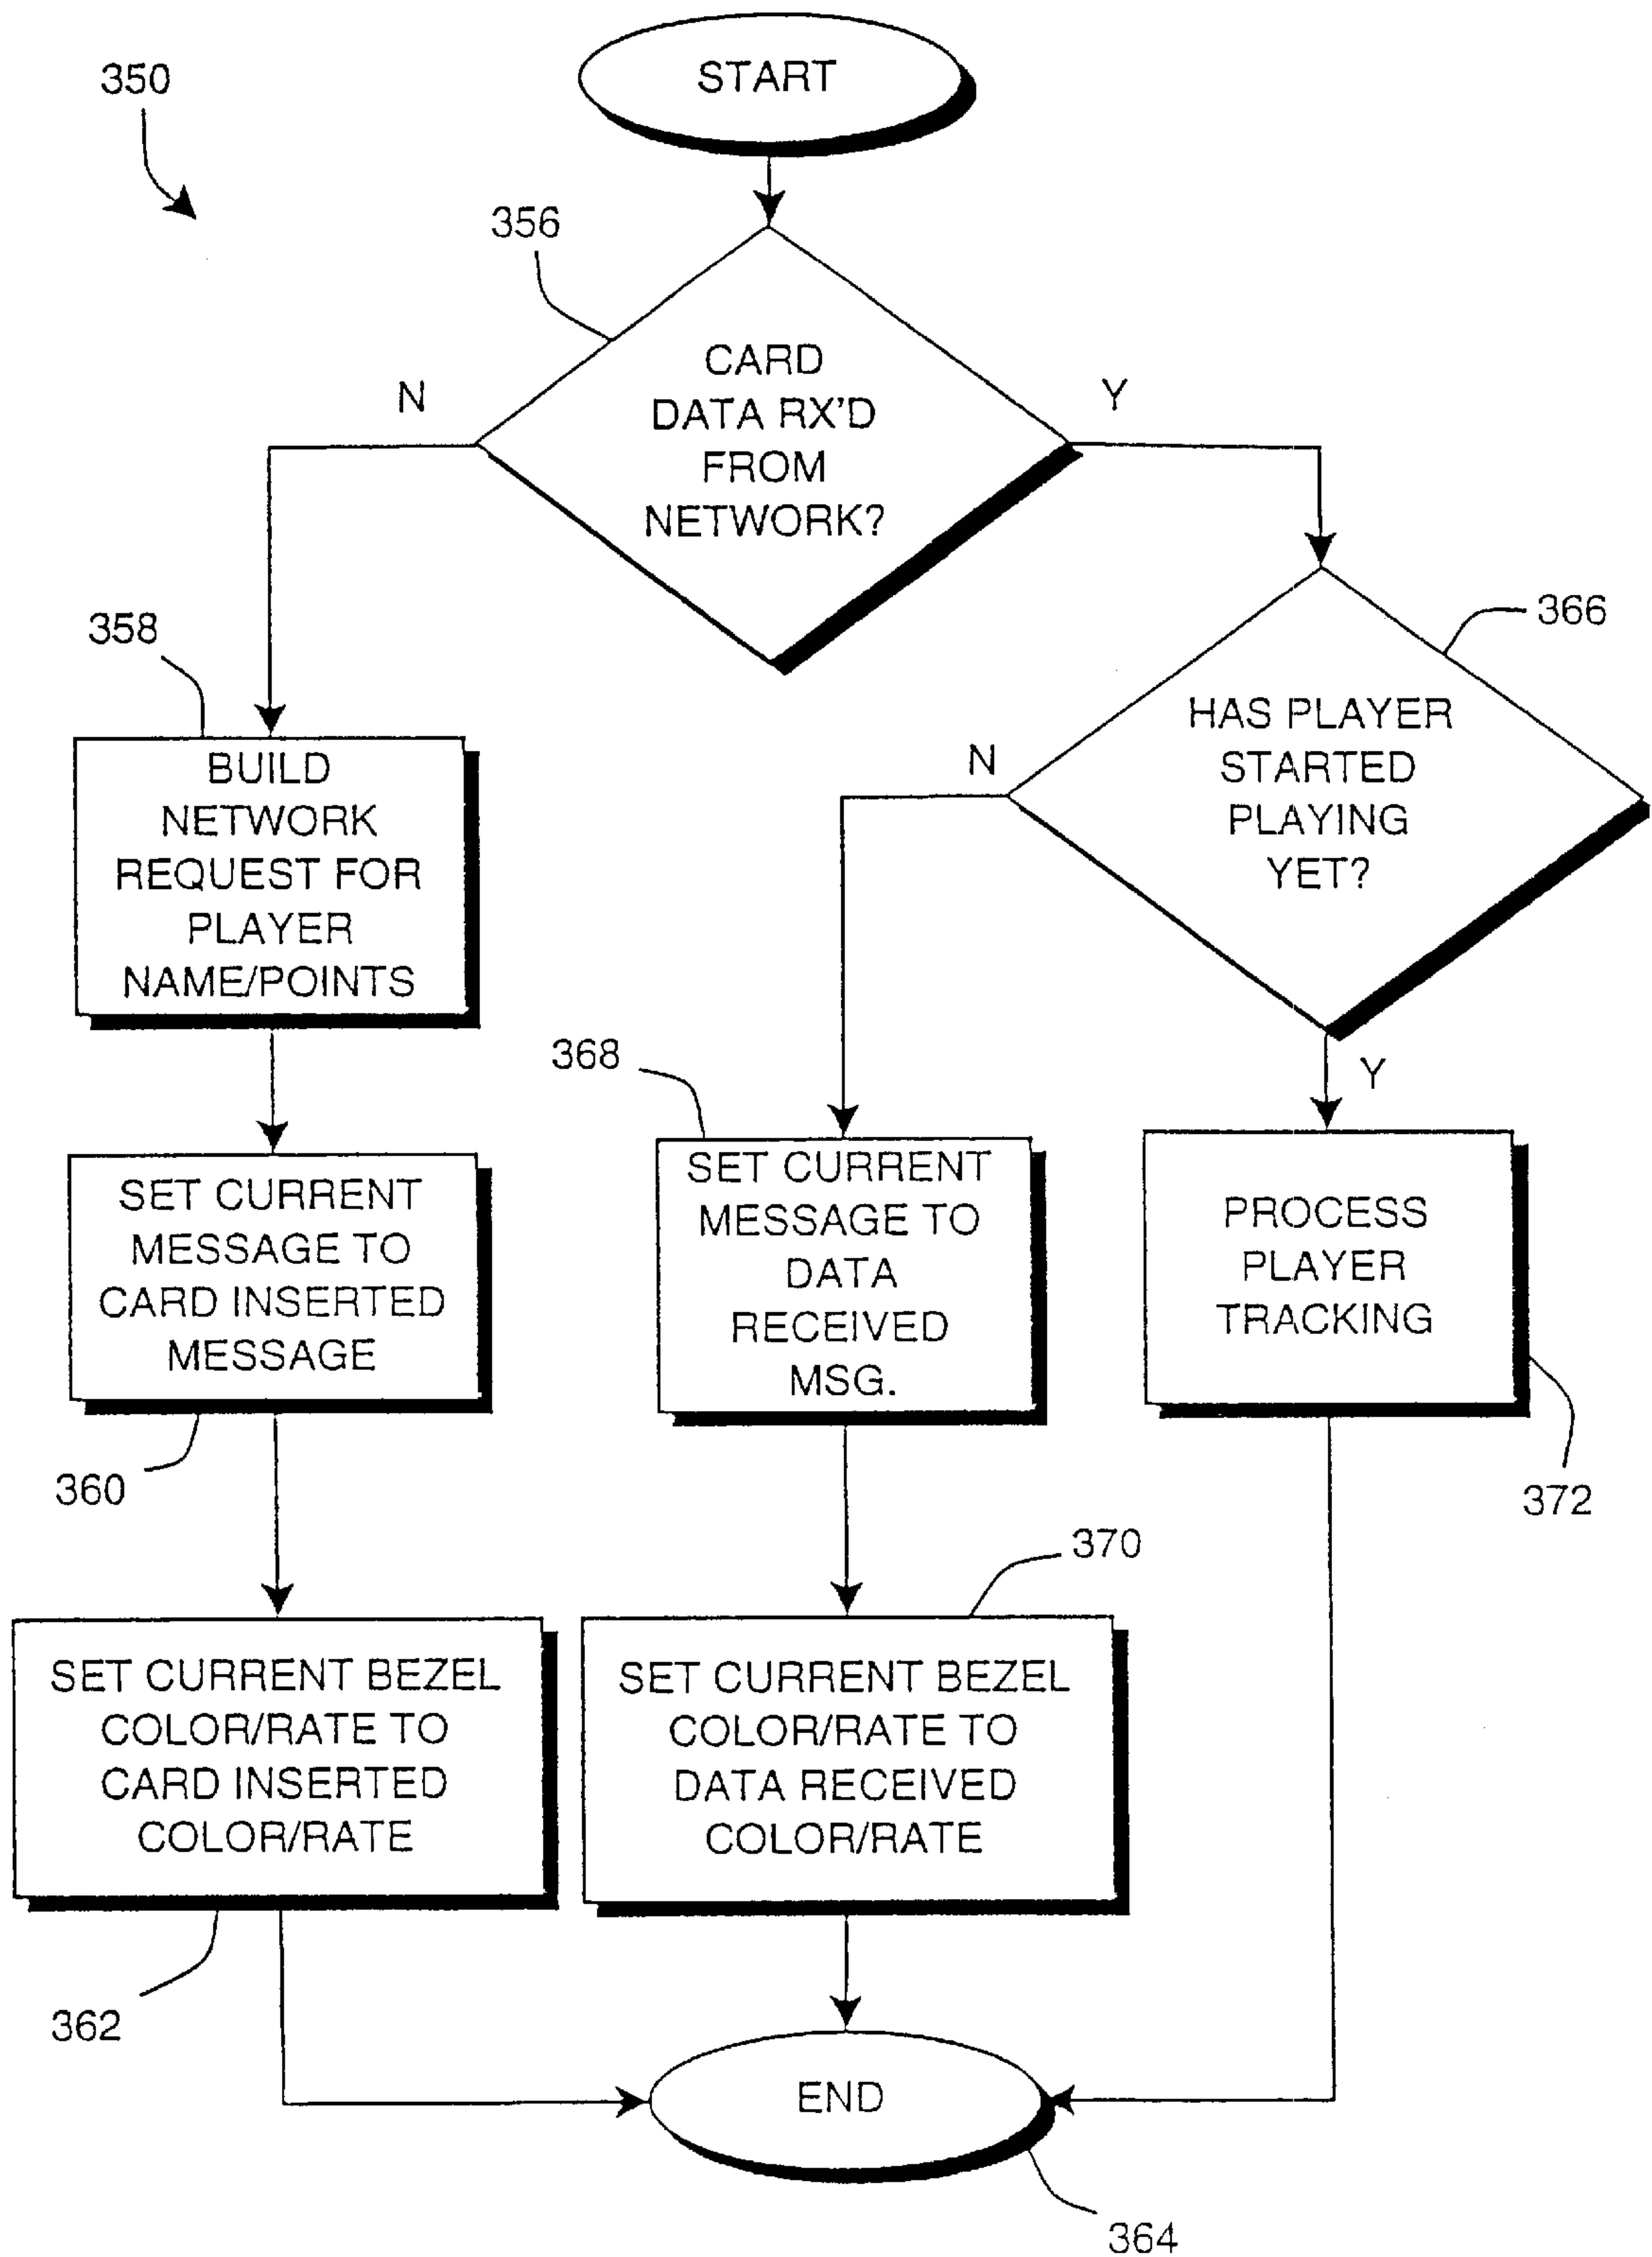 START
350
356
CARD
DATA RX'D
FROM
NETWORK?
N
Y
358
BUILD
NETWORK
REQUEST FOR
PLAYER
NAME/POINTS
366
HAS PLAYER
STARTED
PLAYING
YET?
N
Y
368
SET CURRENT
MESSAGE TO
CARD INSERTED
MESSAGE
360
SET CURRENT
MESSAGE TO
DATA
RECEIVED
MSG.
PROCESS
PLAYER
TRACKING
372
370
SET CURRENT BEZEL
COLOR/RATE TO
CARD INSERTED
COLOR/RATE
362
SET CURRENT BEZEL
COLOR/RATE TO
DATA RECEIVED
COLOR/RATE
END
364